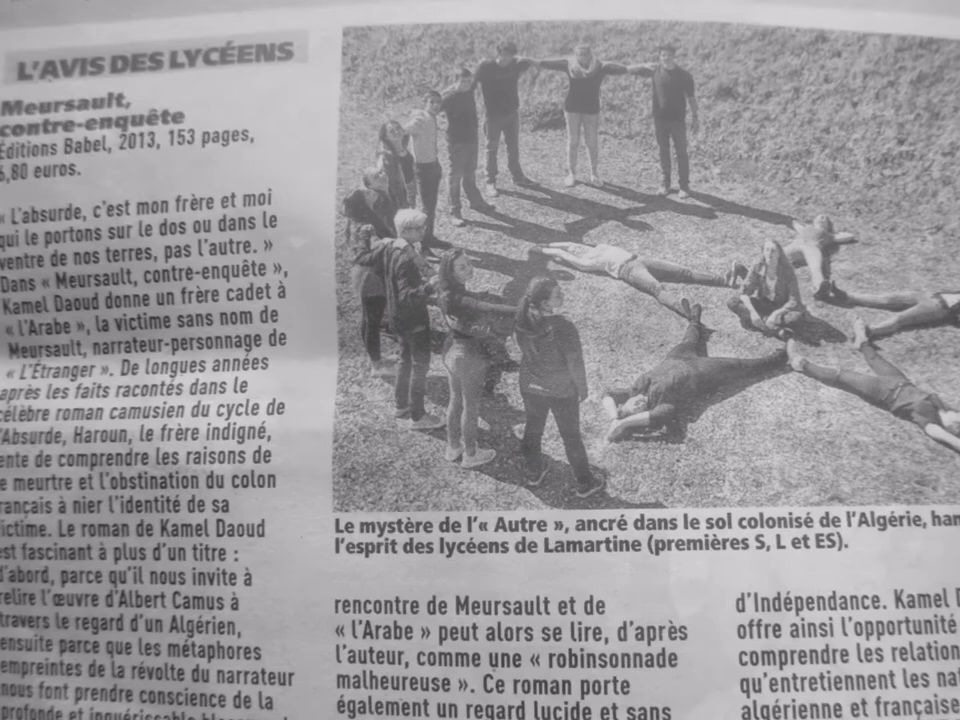 L'AVIS DES LYCÉENS
Meursault,
contre-enquête
Éditions Babel, 2013, 153 pages,
6,80 euros.
« L'absurde, c'est mon frère et moi
qui le portons sur le dos ou dans le
ventre de nos terres, pas l'autre. »
Dans « Meursault, contre-enquête »,
Kamel Daoud donne un frère cadet à
« l'Arabe », la victime sans nom de
Meursault, narrateur-personnage de
« L'Étranger ». De longues années
après les faits racontés dans le
célèbre roman camusien du cycle de
l'Absurde, Haroun, le frère indigné,
ente de comprendre les raisons de
e meurtre et l'obstination du colon
rançais à nier l'identité de sa
ictime. Le roman de Kamel Daoud
est fascinant à plus d'un titre :
d'abord, parce qu'il nous invite à
relire l'œuvre d'Albert Camus à
travers le regard d'un Algérien,
ensuite parce que les métaphores
empreintes de la révolte du narrateur
nous font prendre conscience de la
profonde et inguérissable
Le mystère de l'« Autre », ancré dans le sol colonisé de l'Algérie, han
l'esprit des lycéens de Lamartine (premières S, L et ES).
rencontre de Meursault et de
« l'Arabe » peut alors se lire, d'après
l'auteur, comme une « robinsonnade
malheureuse ». Ce roman porte
également un regard lucide et sans
d'Indépendance. Kamel D
offre ainsi l'opportunité
comprendre les relation
qu'entretiennent les nat
algérienne et française